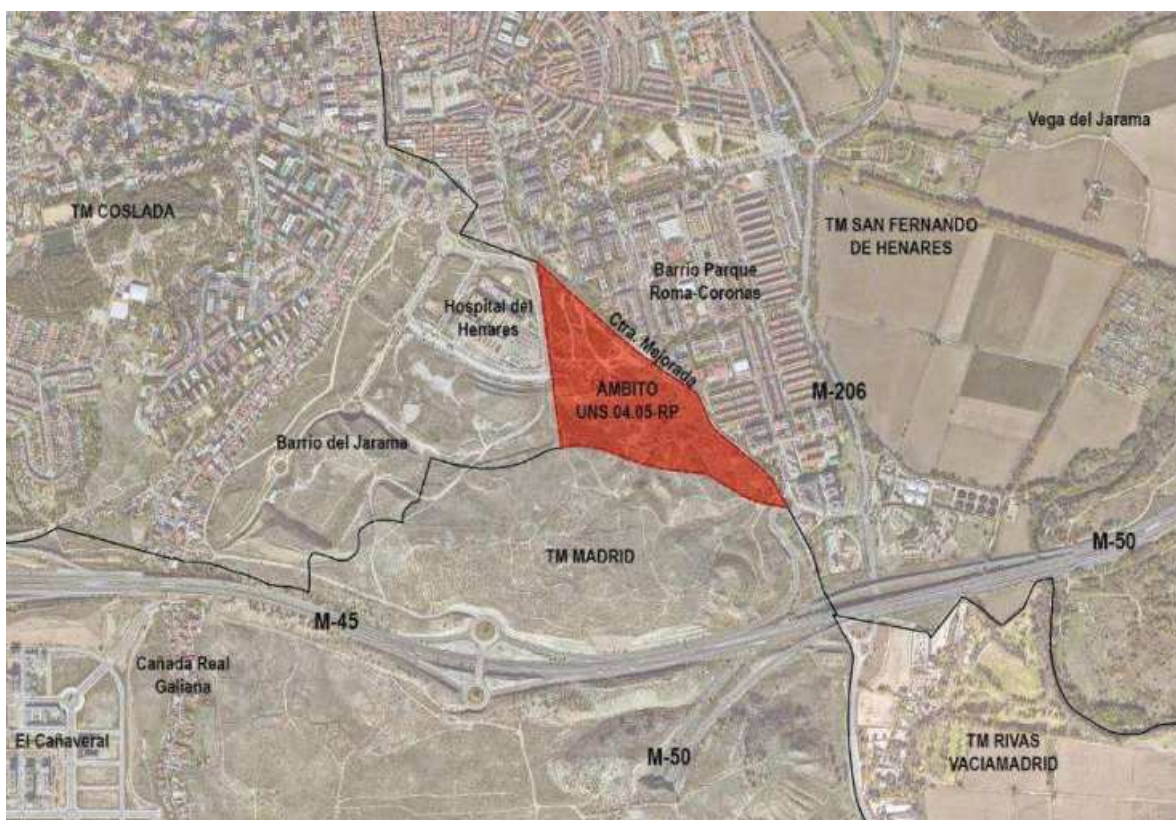 Vega del Jarama
TM COSLADA
TM SAN FERNANDO
DE HENARES
Barrio Parque
Roma-Coronas
Hospital del
Henares
Ctra. Mejorada
ÁMBITO
UNS 04.05-RP
M-206
Barrio del Jarama
TM MADRID
M-50
M-45
Cañada Real
Galiana
El Cañaveral
M-50
TM RIVAS
VACIAMADRID